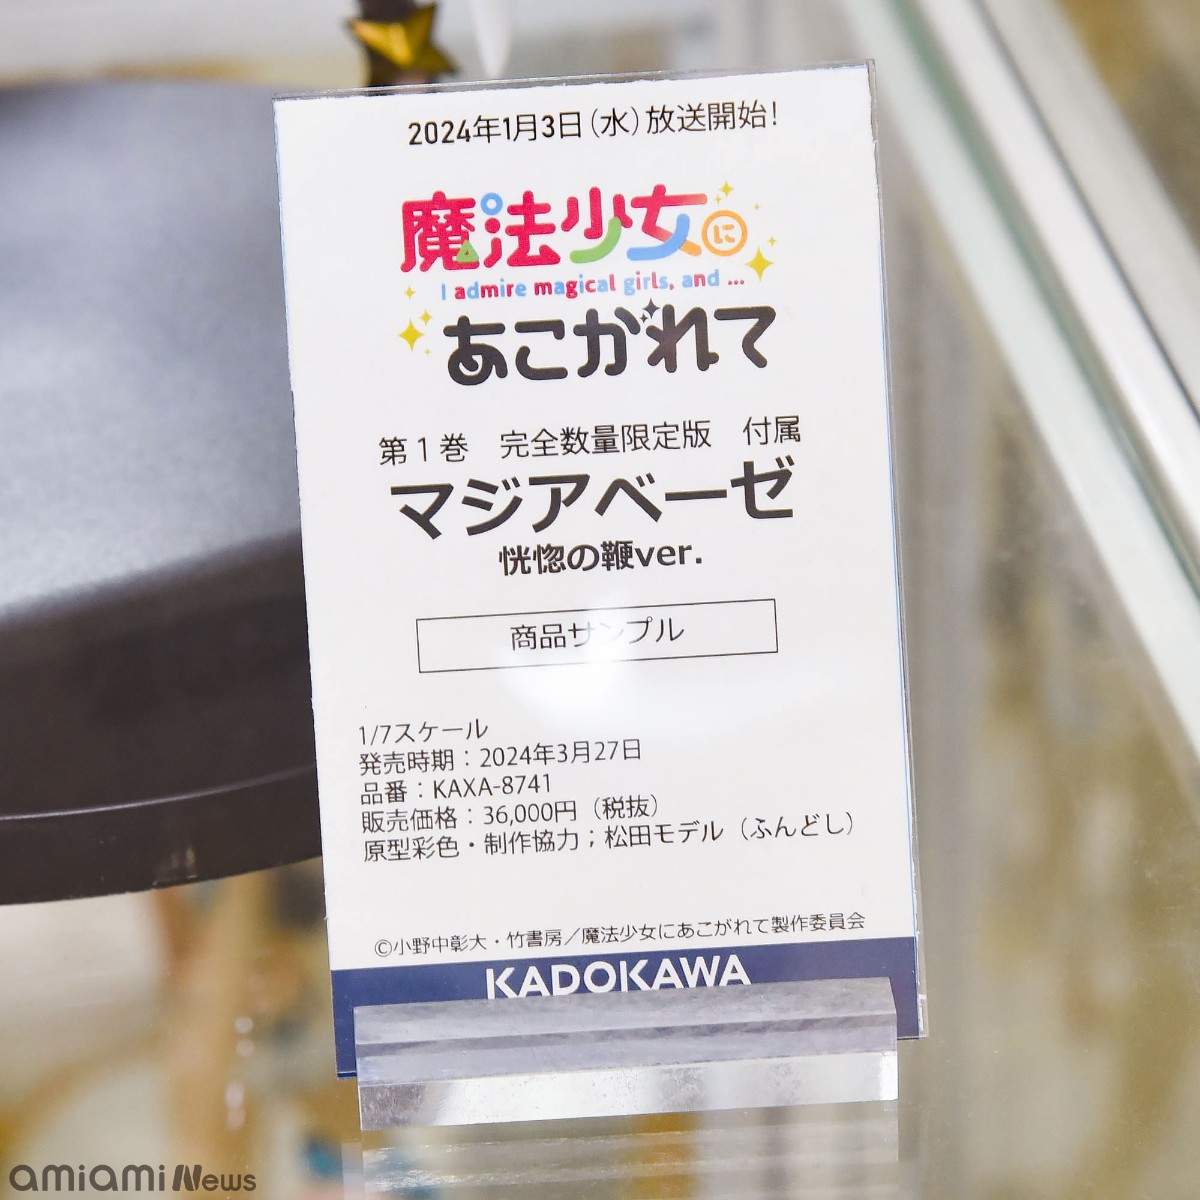 2024年1月3日（水）放送開始！
魔法少女に
I admire magical girls, and ...
あこがれて
第1巻　完全数量限定版　付属
マジアベーゼ
恍惚の鞭ver.
商品サンプル
1/7スケール
発売時期：2024年3月27日
品番：KAXA-8741
販売価格：36,000円（税抜）
原型彩色・制作協力；松田モデル（ふんどし）
©小野中彰大・竹書房／魔法少女にあこがれて製作委員会
KADOKAWA
amiami News